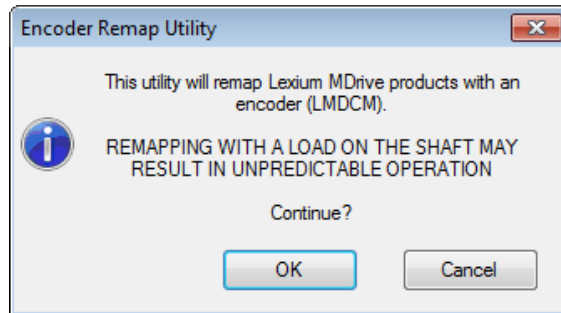 Encoder Remap Utility
This utility will remap Lexium MDrive products with an
encoder (LMDCM).
REMAPPING WITH A LOAD ON THE SHAFT MAY
RESULT IN UNPREDICTABLE OPERATION
Continue?
OK
Cancel